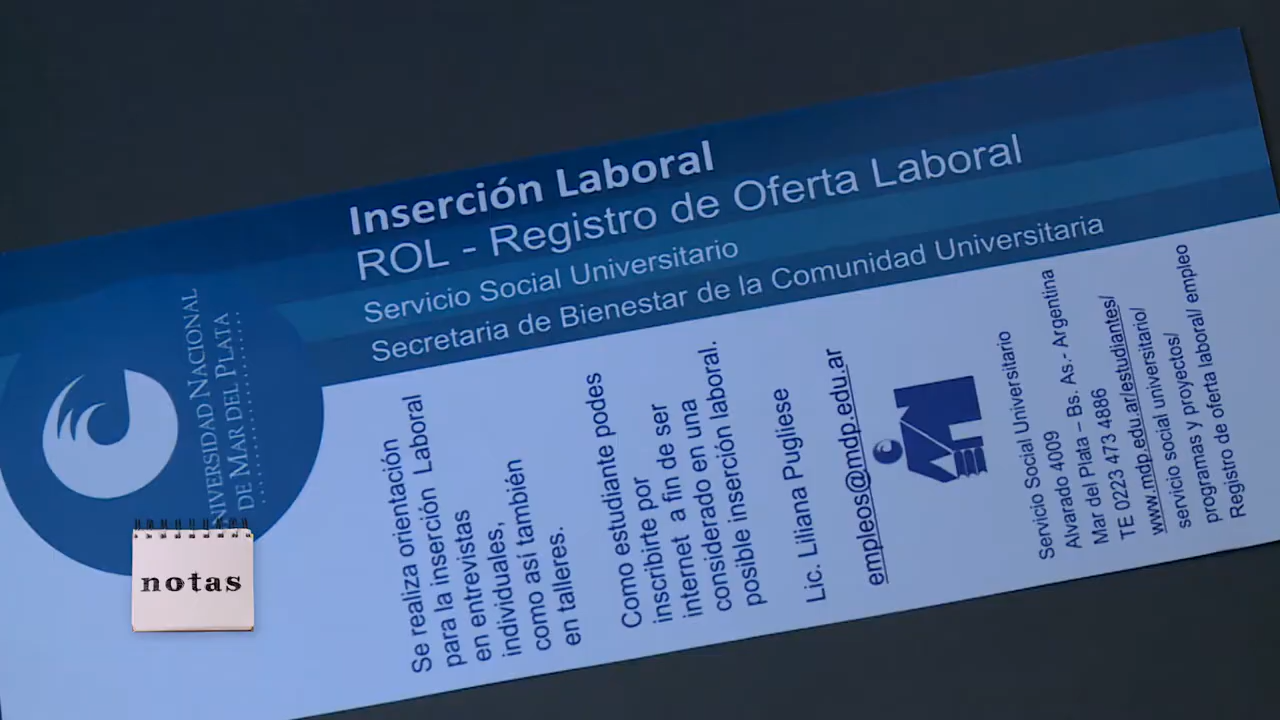 Inserción Laboral
ROL - Registro de Oferta Laboral
Servicio Social Universitario
Secretaria de Bienestar de la Comunidad Universitaria
UNIVERSIDAD NACIONAL
DE MAR DEL PLATA
Se realiza orientación
para la inserción Laboral
en entrevistas
individuales,
como así también
en talleres.
Como estudiante podes
inscribirte por
internet a fin de ser
considerado en una
posible inserción laboral.
Lic. Liliana Pugliese
empleos@mdp.edu.ar
Servicio Social Universitario
Servicio Social Universitario
Alvarado 4009
Mar del Plata – Bs. As.- Argentina
TE 0223 473 4886
www.mdp.edu.ar/estudiantes/
servicio social universitario/
programas y proyectos/
Registro de oferta laboral/ empleo
notas